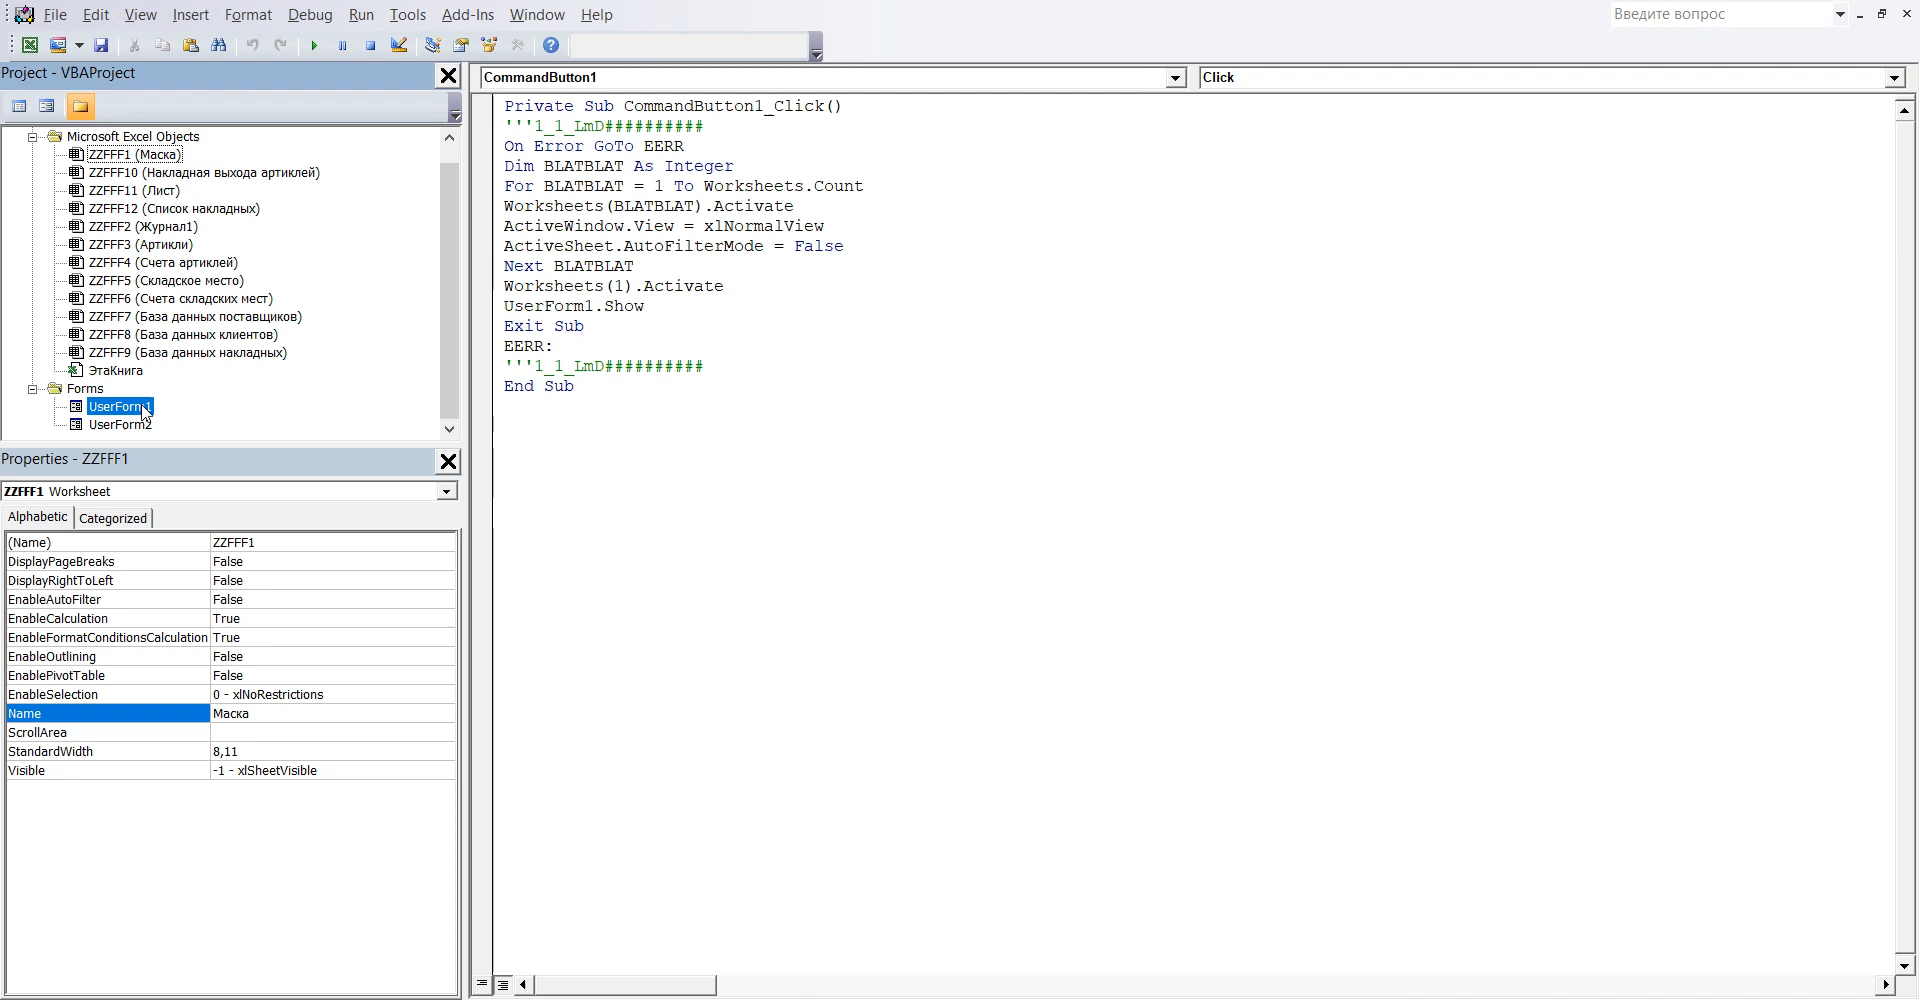 File Edit View Insert Format Debug Run Tools Add-Ins Window Help
Введите вопрос
Project - VBAProject
Microsoft Excel Objects
ZZFFF1 (Маска)
ZZFFF10 (Накладная выхода артиклей)
ZZFFF11 (Лист)
ZZFFF12 (Список накладных)
ZZFFF2 (Журнал1)
ZZFFF3 (Артикли)
ZZFFF4 (Счета артиклей)
ZZFFF5 (Складское место)
ZZFFF6 (Счета складских мест)
ZZFFF7 (База данных поставщиков)
ZZFFF8 (База данных клиентов)
ZZFFF9 (База данных накладных)
ЭтаКнига
Forms
UserForm1
UserForm2
Properties - ZZFFF1
ZZFFF1 Worksheet
Alphabetic Categorized
(Name) ZZFFF1
DisplayPageBreaks False
DisplayRightToLeft False
EnableAutoFilter False
EnableCalculation True
EnableFormatConditionsCalculation True
EnableOutlining False
EnablePivotTable False
EnableSelection 0 - xlNoRestrictions
Name Маска
ScrollArea
StandardWidth 8,11
Visible -1 - xlSheetVisible
CommandButton1 Click
Private Sub CommandButton1_Click()
'''1_1_LmD##########
On Error GoTo EERR
Dim BLATBLAT As Integer
For BLATBLAT = 1 To Worksheets.Count
Worksheets(BLATBLAT).Activate
ActiveWindow.View = xlNormalView
ActiveSheet.AutoFilterMode = False
Next BLATBLAT
Worksheets(1).Activate
UserForm1.Show
Exit Sub
EERR:
'''1_1_LmD##########
End Sub